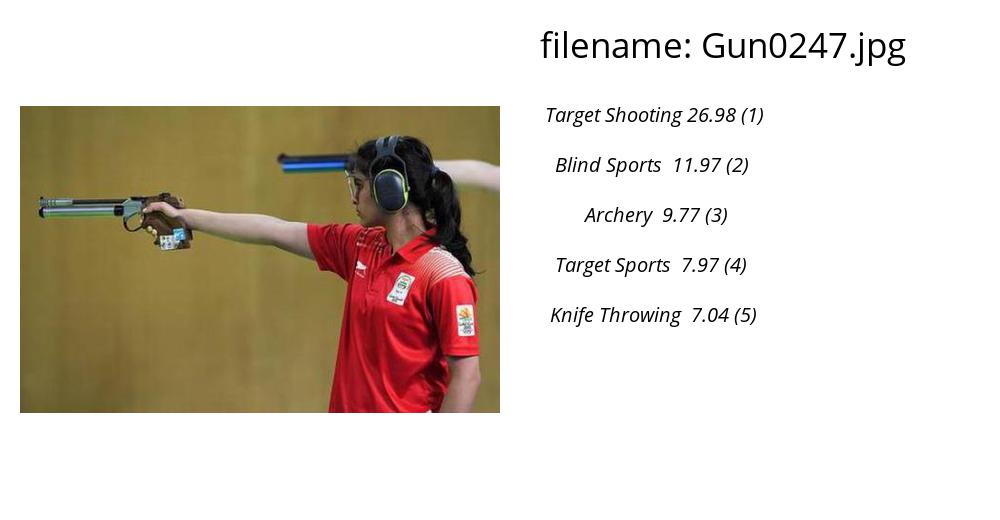 filename: Gun0247.jpg
Target Shooting 26.98 (1)
Blind Sports 11.97 (2)
Archery 9.77 (3)
Target Sports 7.97 (4)
Knife Throwing 7.04 (5)